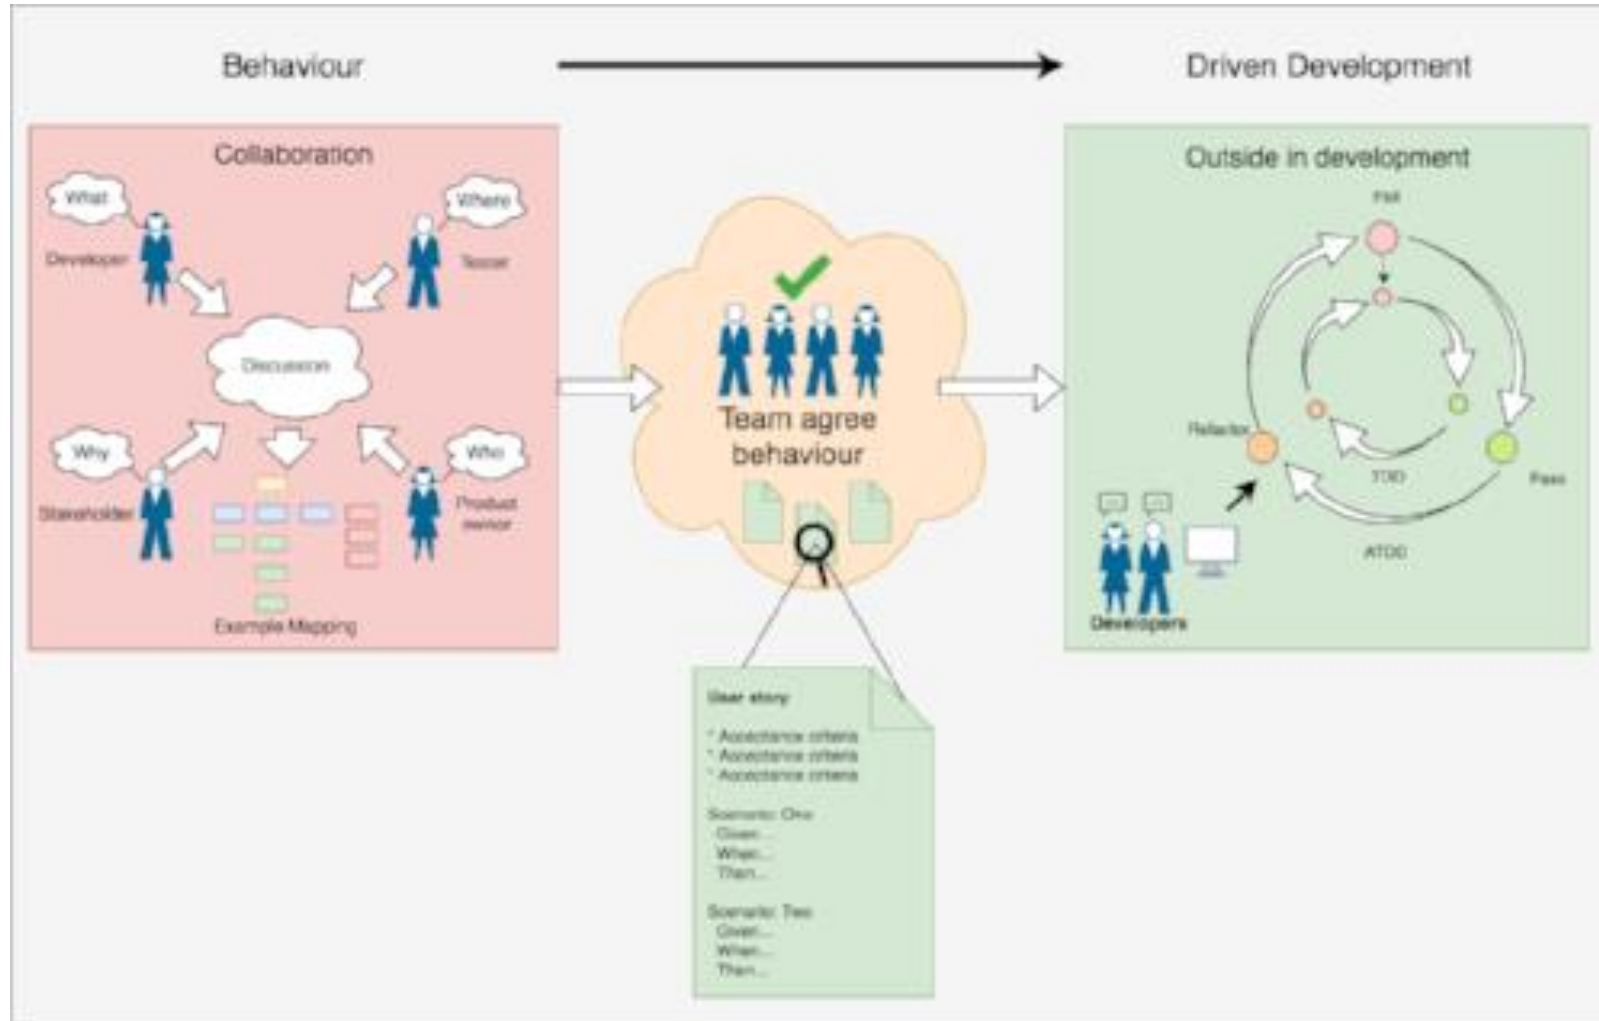 Behaviour
Driven Development
Collaboration
What
Developer
Where
Tester
Discussion
Why
Stakeholder
Who
Product
owner
Example Mapping
Team agree
behaviour
User story
* Acceptance criteria
* Acceptance criteria
* Acceptance criteria
Scenario: One
Given...
When...
Then...
Scenario: Two
Given...
When...
Then...
Outside in development
Fail
Refactor
Pass
TDD
ATDD
Developers